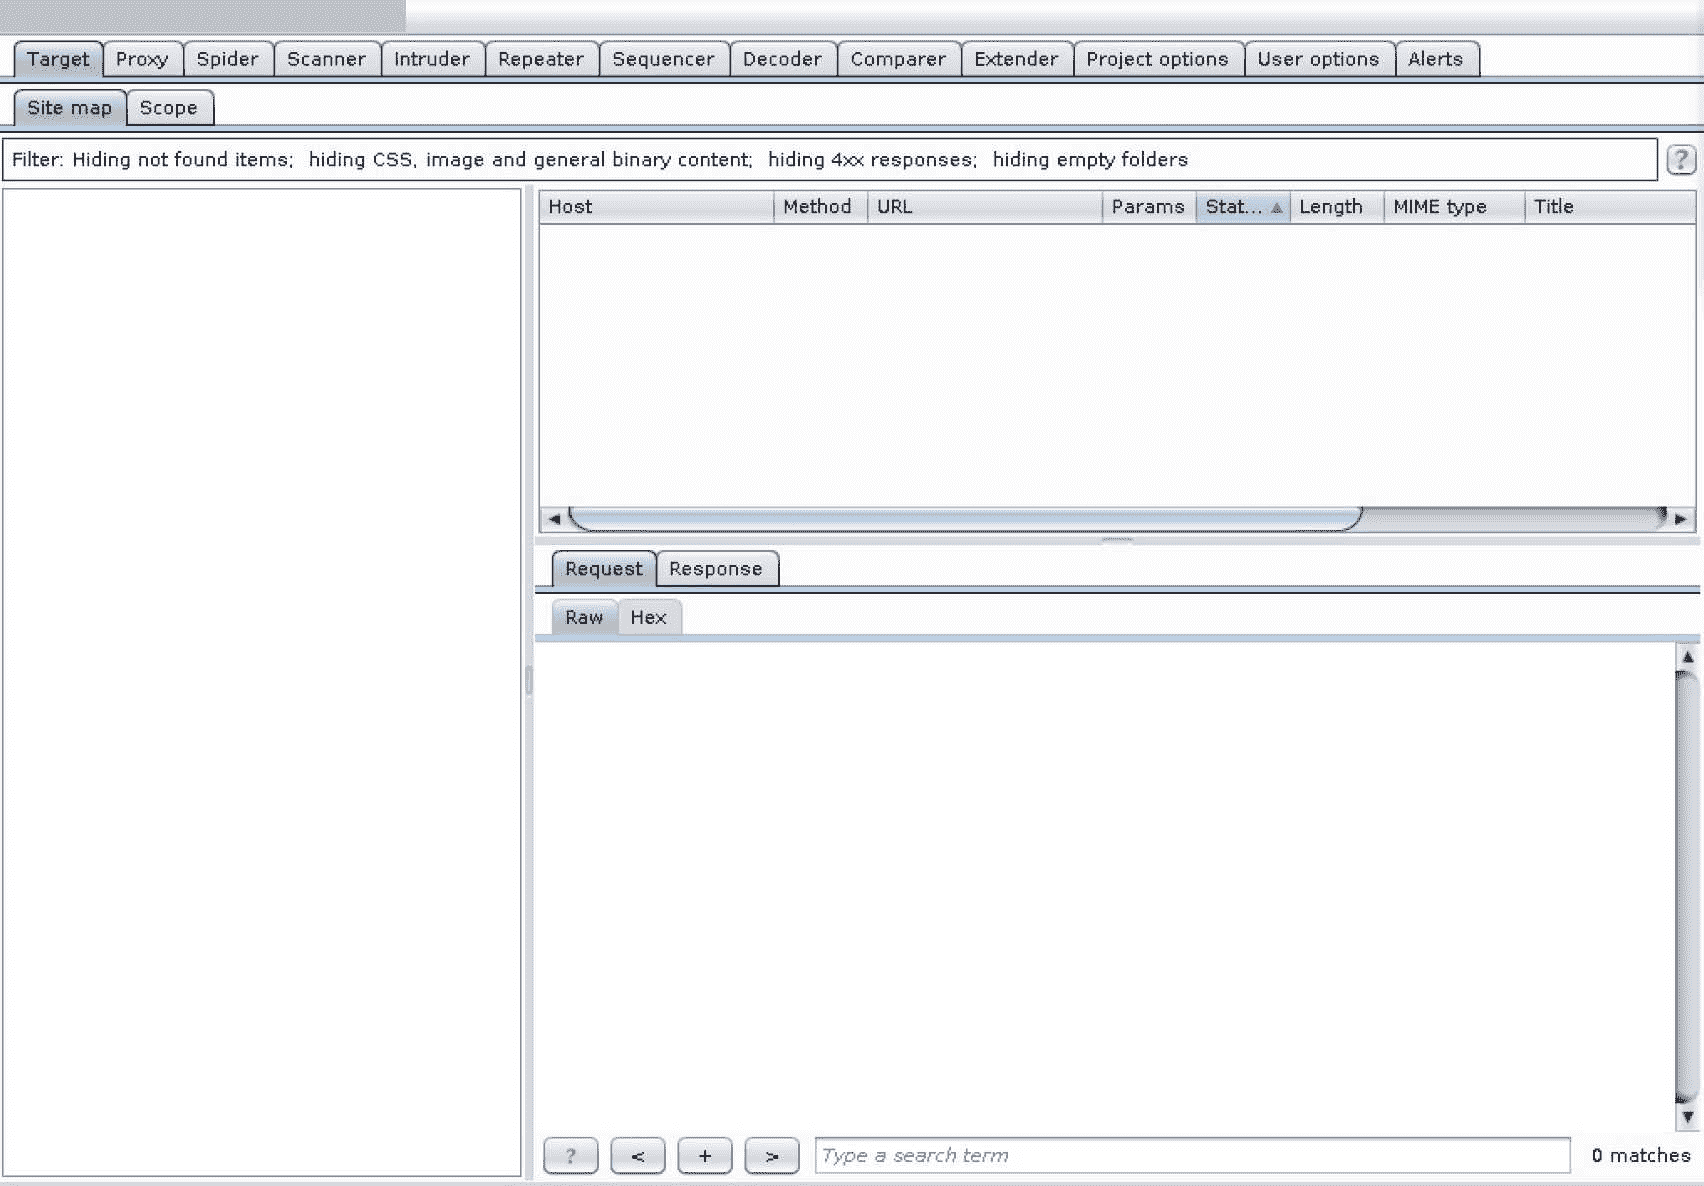 Target Proxy Spider Scanner Intruder Repeater Sequencer Decoder Comparer Extender Project options User options Alerts
Site map Scope
Filter: Hiding not found items; hiding CSS, image and general binary content; hiding 4xx responses; hiding empty folders ?
Host Method URL Params Stat... Length MIME type Title
Request Response
Raw Hex
? < + > Type a search term 0 matches